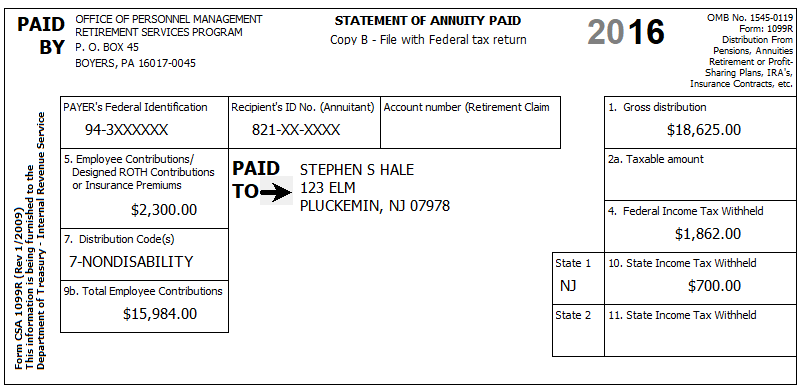 PAID BY
OFFICE OF PERSONNEL MANAGEMENT
RETIREMENT SERVICES PROGRAM
P. O. BOX 45
BOYERS, PA 16017-0045
STATEMENT OF ANNUITY PAID
Copy B - File with Federal tax return
2016
OMB No. 1545-0119
Form: 1099R
Distribution From
Pensions, Annuities
Retirement or Profit-
Sharing Plans, IRA's,
Insurance Contracts, etc.
Form CSA 1099R (Rev 1/2009)
This information is being furnished to the
Department of Treasury - Internal Revenue Service
PAYER's Federal Identification
94-3XXXXXX
Recipient's ID No. (Annuitant)
821-XX-XXXX
Account number (Retirement Claim
1. Gross distribution
$18,625.00
5. Employee Contributions/
Designed ROTH Contributions
or Insurance Premiums
$2,300.00
PAID
TO
STEPHEN S HALE
123 ELM
PLUCKEMIN, NJ 07978
2a. Taxable amount
4. Federal Income Tax Withheld
$1,862.00
7. Distribution Code(s)
7-NONDISABILITY
State 1
NJ
10. State Income Tax Withheld
$700.00
9b. Total Employee Contributions
$15,984.00
State 2
11. State Income Tax Withheld